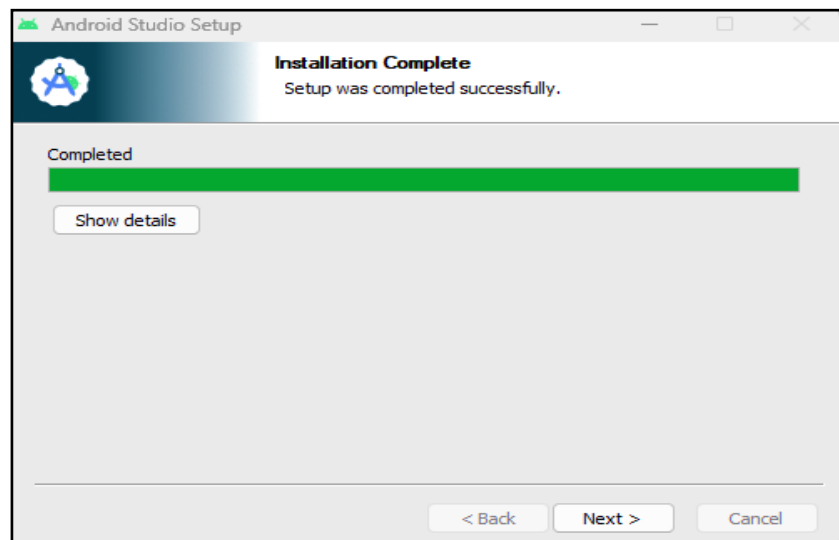 Android Studio Setup
Installation Complete
Setup was completed successfully.
Completed
Show details
< Back
Next >
Cancel